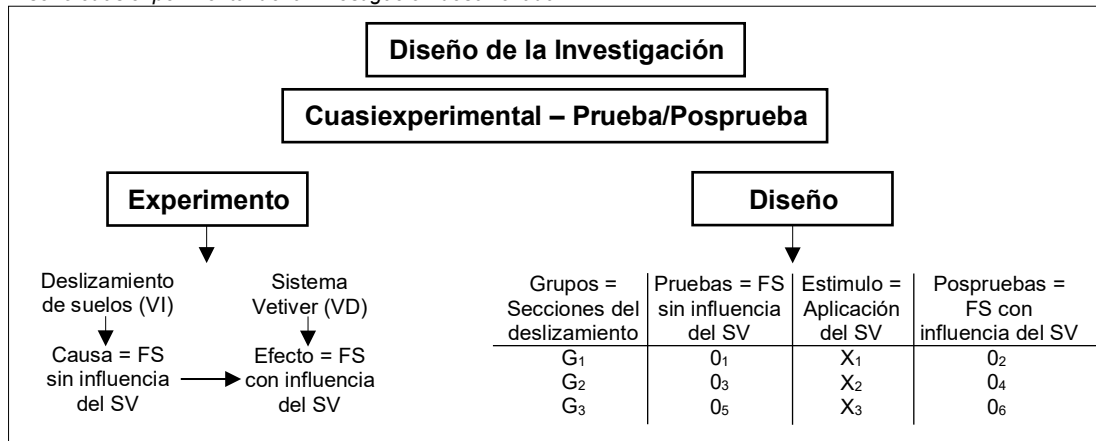 Diseño de la Investigación
Cuasiexperimental – Prueba/Posprueba
Experimento
Deslizamiento
de suelos (VI)
Sistema
Vetiver (VD)
Causa = FS
sin influencia
del SV
Efecto = FS
con influencia
del SV
Diseño
Grupos =
Secciones del
deslizamiento
Pruebas = FS
sin influencia
del SV
Estimulo =
Aplicación
del SV
Pospruebas =
FS con
influencia del SV
G₁ 0₁ X₁ 0₂
G₂ 0₃ X₂ 0₄
G₃ 0₅ X₃ 0₆